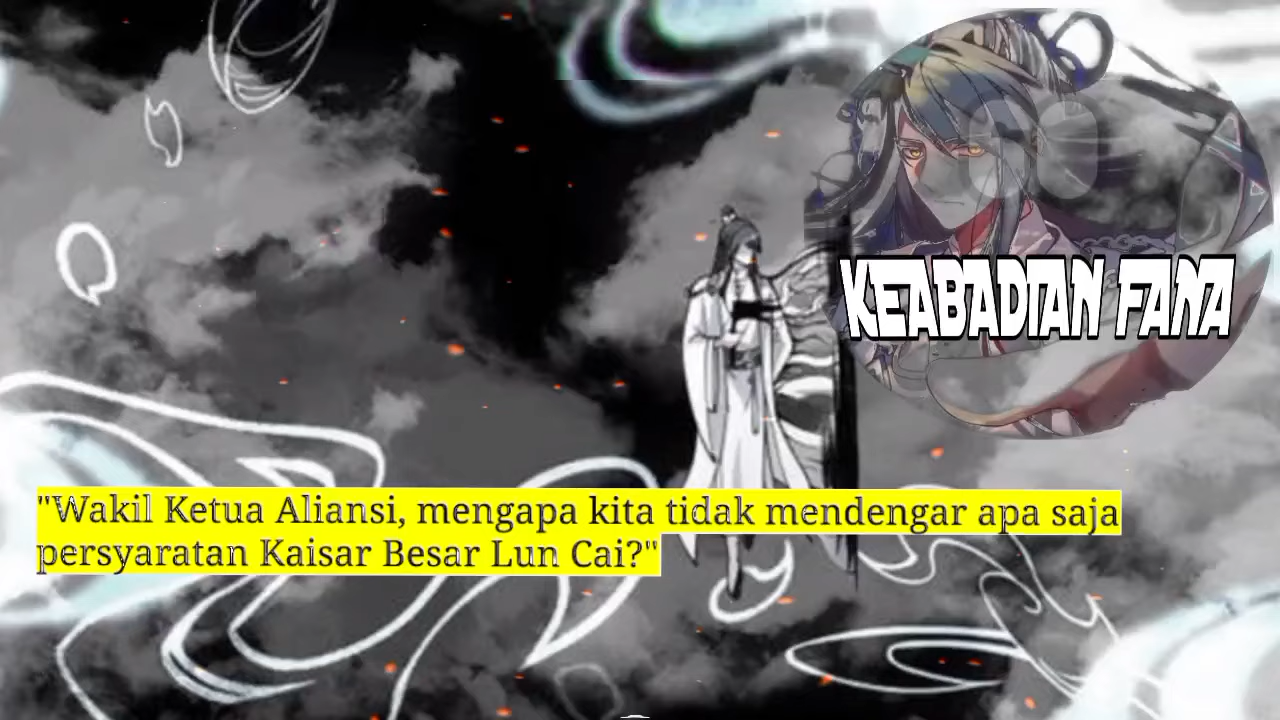 KEABADIAN FANA
"Wakil Ketua Aliansi, mengapa kita tidak mendengar apa saja
persyaratan Kaisar Besar Lun Cai?"